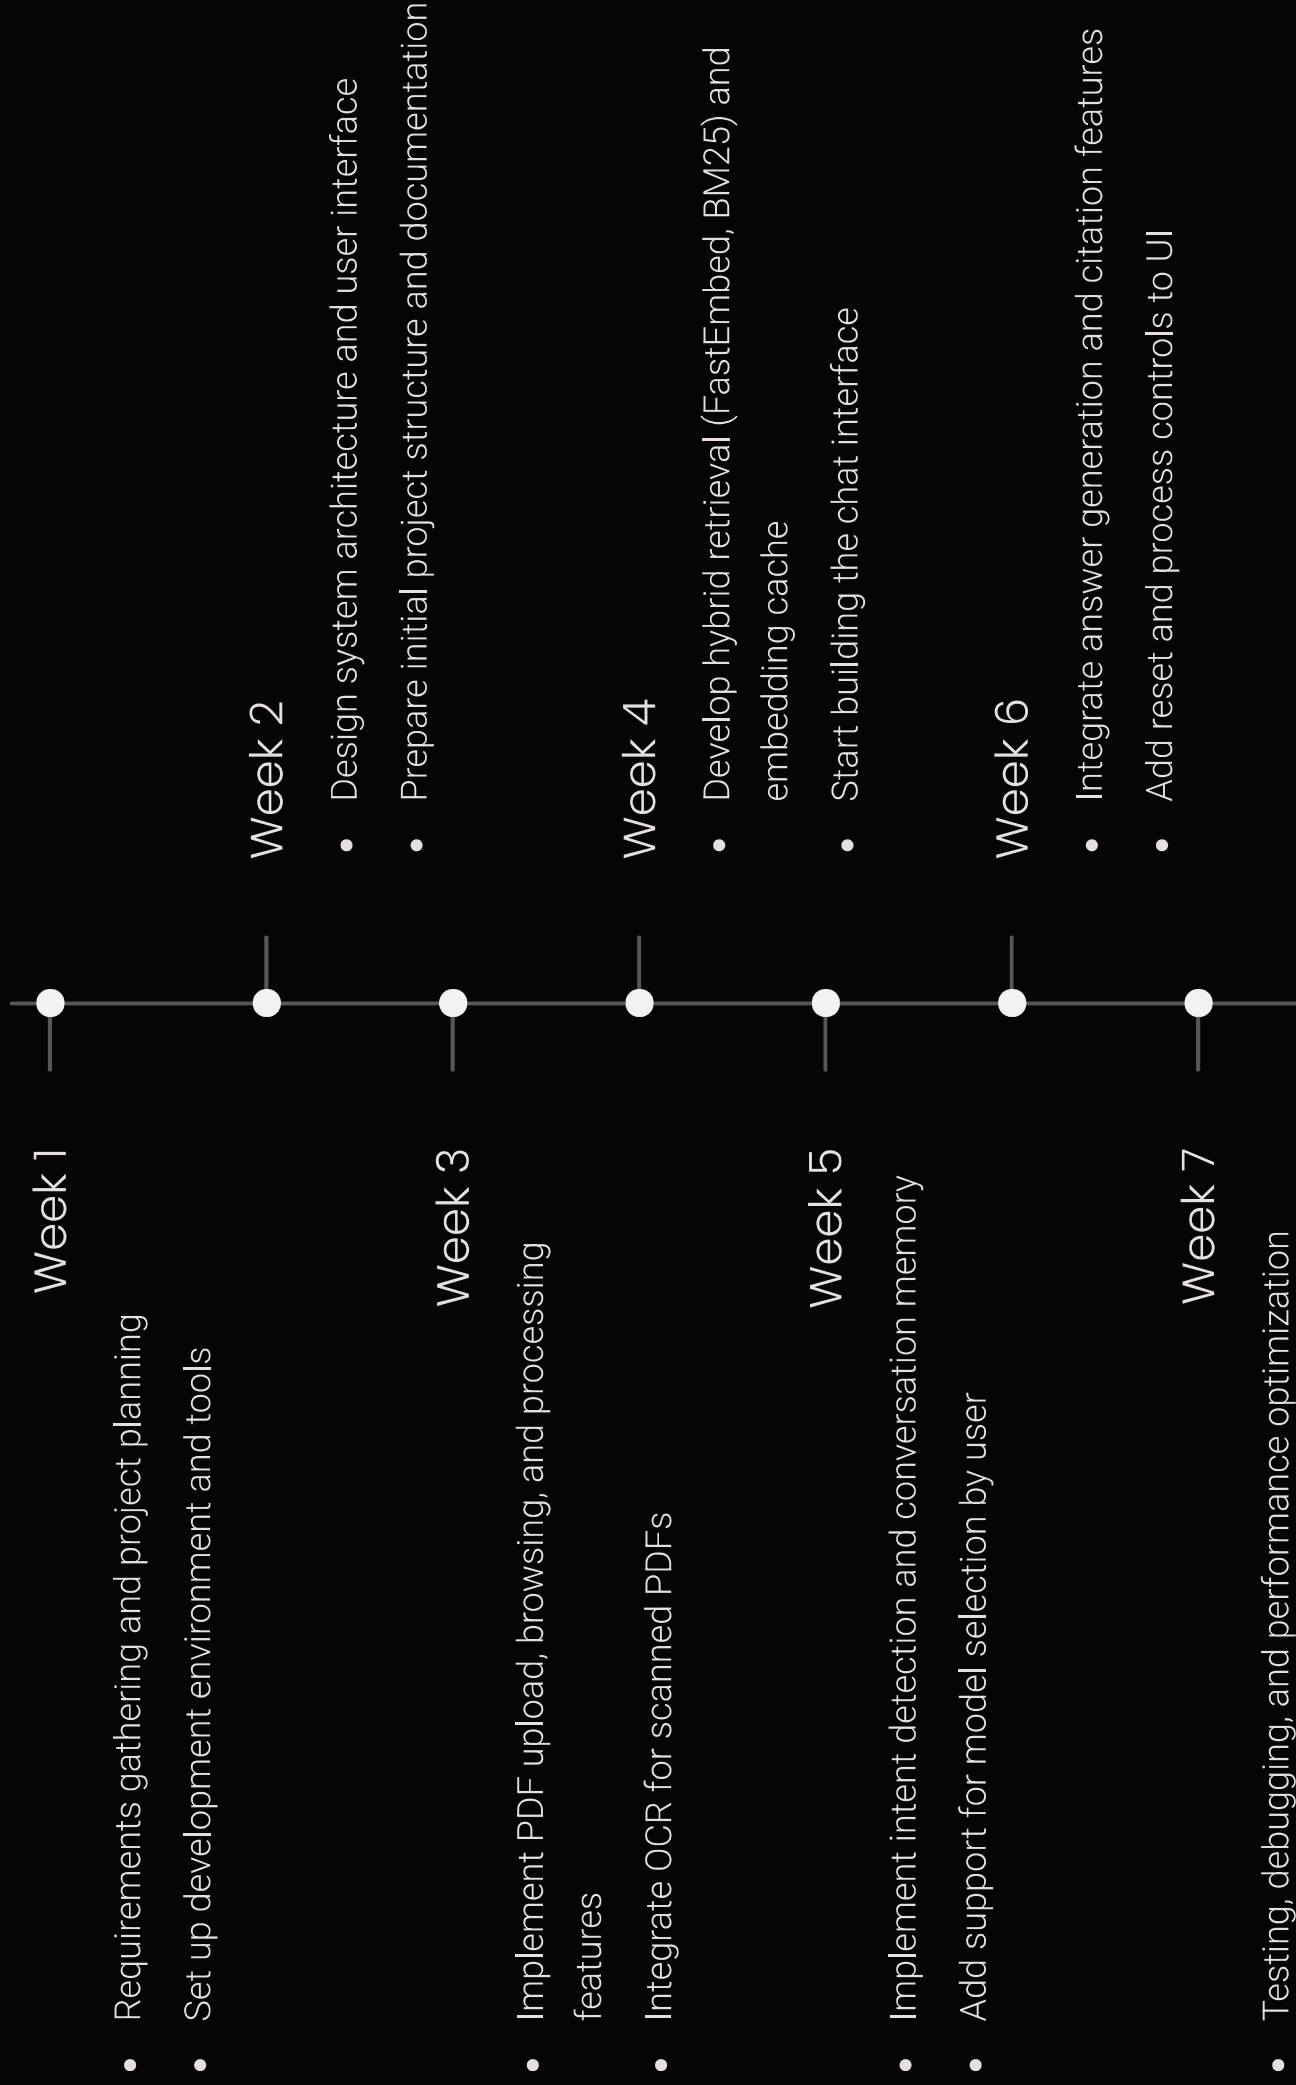 Week 1
• Requirements gathering and project planning
• Set up development environment and tools
Week 2
• Design system architecture and user interface
• Prepare initial project structure and documentation
Week 3
• Implement PDF upload, browsing, and processing
features
• Integrate OCR for scanned PDFs
Week 4
• Develop hybrid retrieval (FastEmbed, BM25) and
embedding cache
• Start building the chat interface
Week 5
• Implement intent detection and conversation memory
• Add support for model selection by user
Week 6
• Integrate answer generation and citation features
• Add reset and process controls to UI
Week 7
• Testing, debugging, and performance optimization